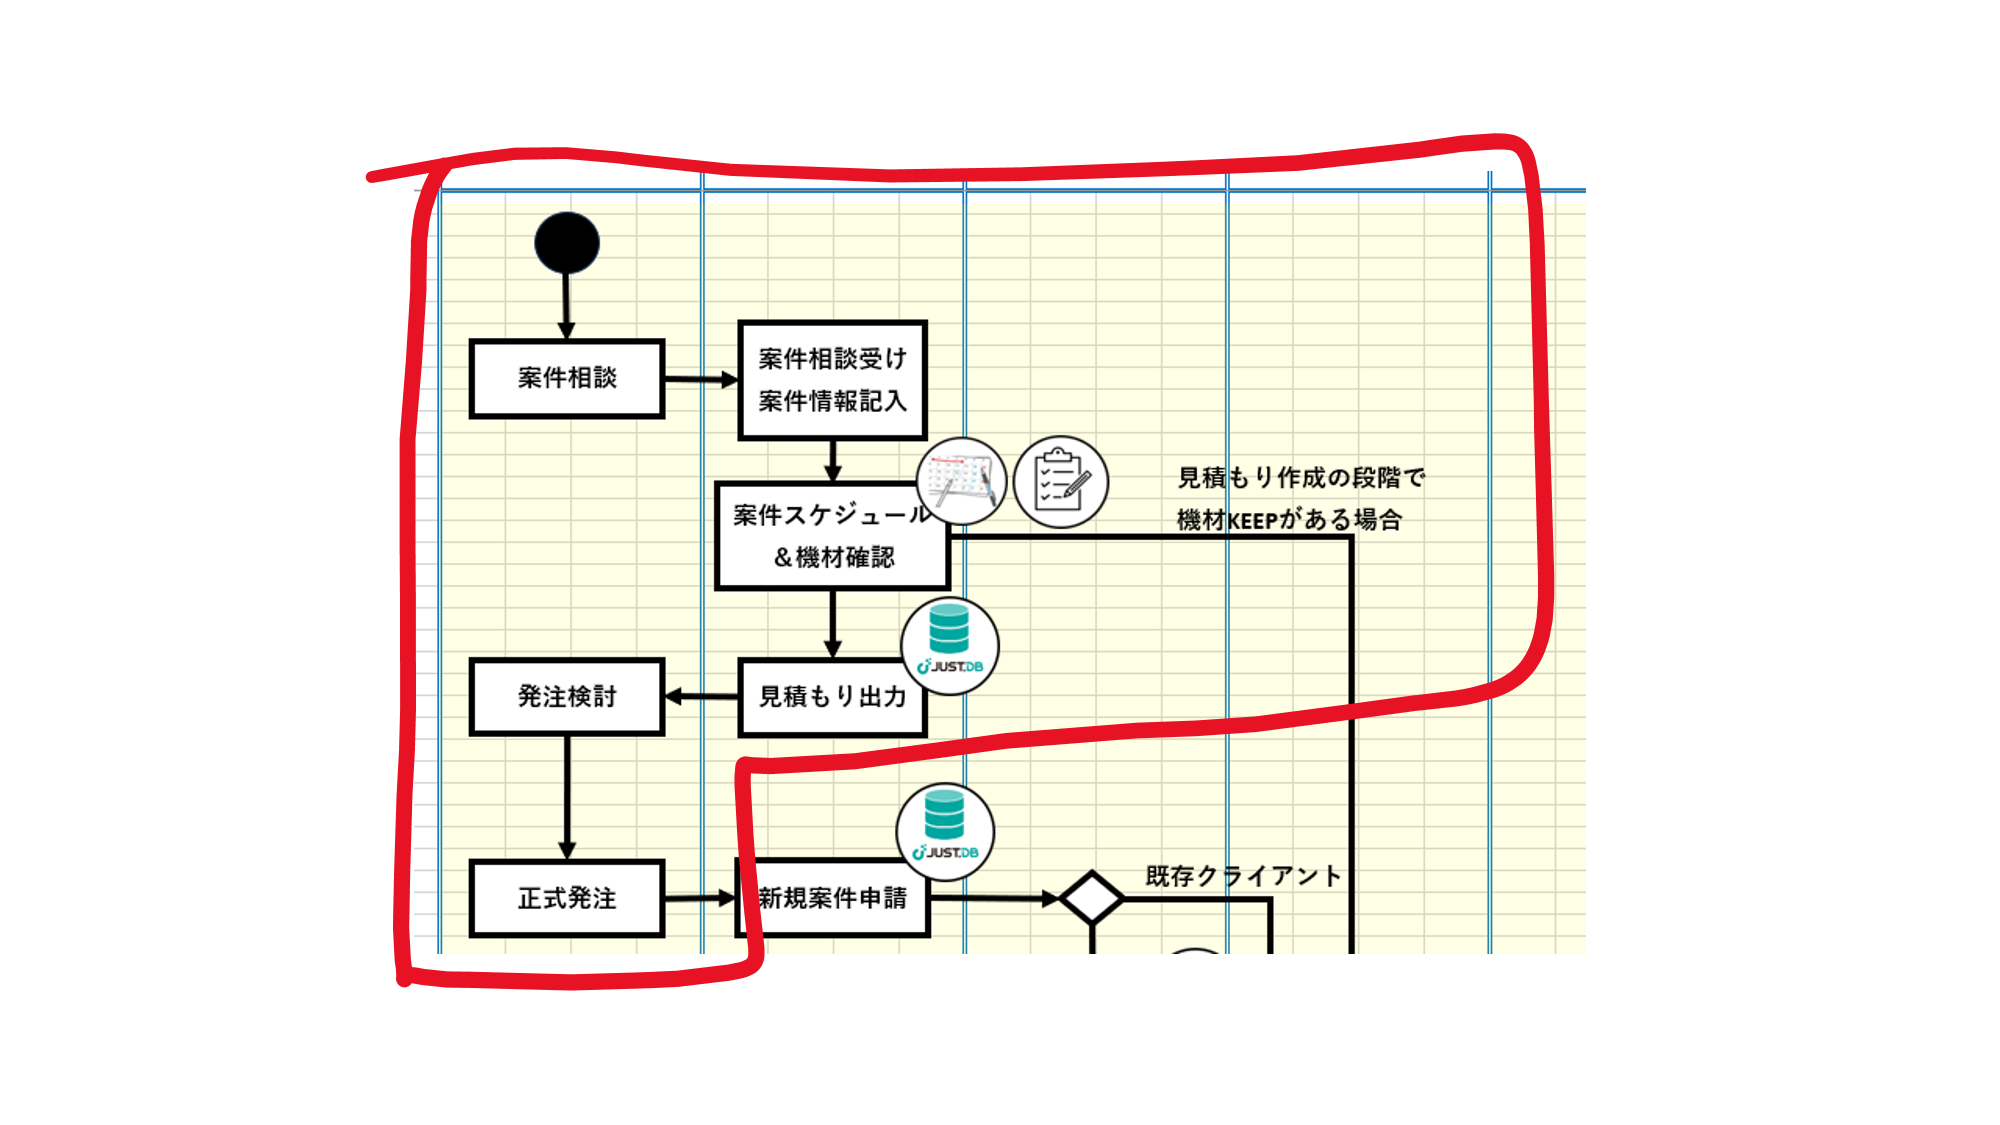 案件相談
案件相談受け
案件情報記入
案件スケジュール
＆機材確認
見積もり作成の段階で
機材KEEPがある場合
JUST.DB
発注検討
見積もり出力
JUST.DB
正式発注
新規案件申請
既存クライアント